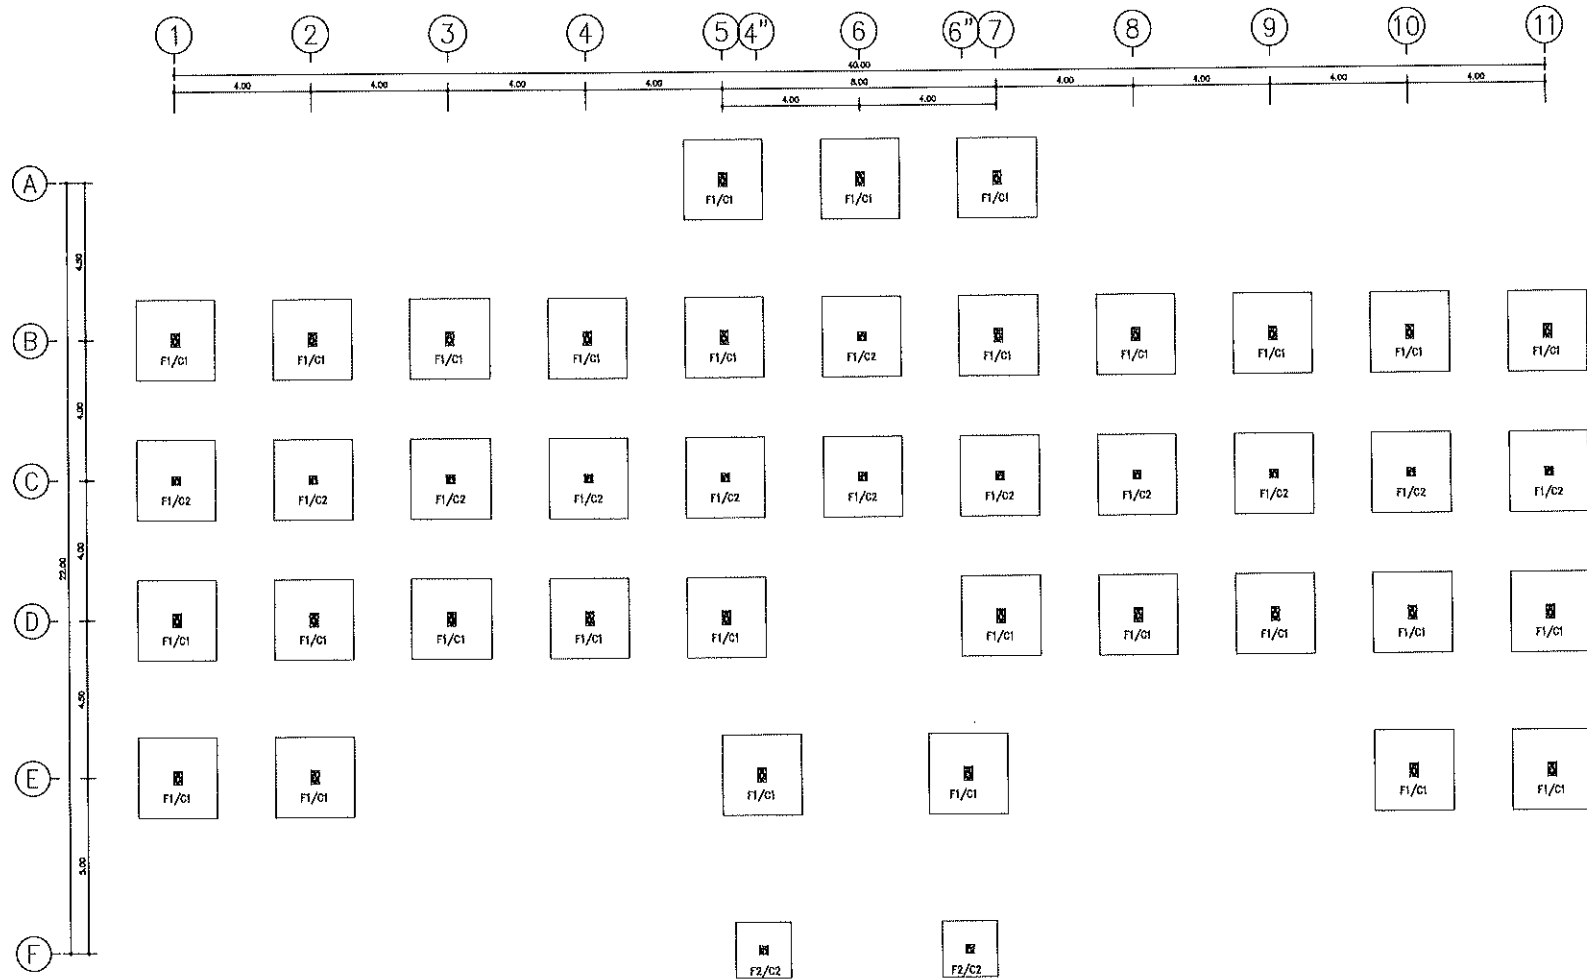 1 2 3 4 5 4" 6 6" 7 8 9 10 11
40.00
4.00 4.00 4.00 4.00 8.00 4.00 4.00 4.00 4.00
4.00 4.00
A
F1/C1 F1/C1 F1/C1
4.50
B
F1/C1 F1/C1 F1/C1 F1/C1 F1/C1 F1/C2 F1/C1 F1/C1 F1/C1 F1/C1 F1/C1
4.00
C
F1/C2 F1/C2 F1/C2 F1/C2 F1/C2 F1/C2 F1/C2 F1/C2 F1/C2 F1/C2 F1/C2
4.00
22.00
D
F1/C1 F1/C1 F1/C1 F1/C1 F1/C1 F1/C1 F1/C1 F1/C1 F1/C1 F1/C1
4.50
E
F1/C1 F1/C1 F1/C1 F1/C1 F1/C1 F1/C1
5.00
F
F2/C2 F2/C2